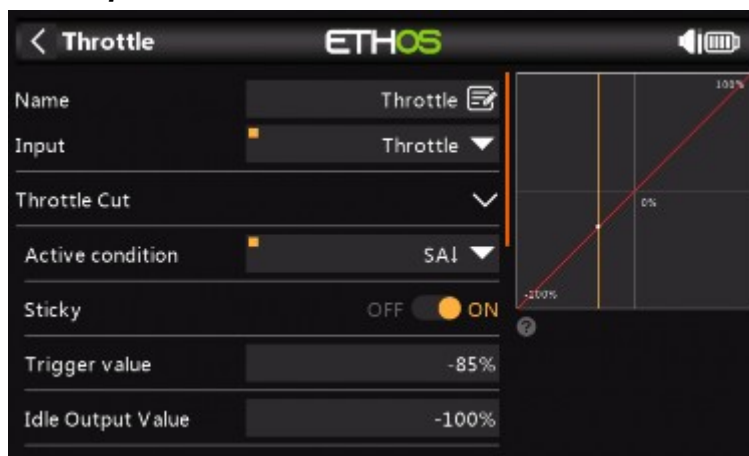 Throttle ETHOS
Name Throttle
Input Throttle
Throttle Cut
Active condition SA↓
Sticky OFF ON
Trigger value -85%
Idle Output Value -100%
100%
0%
-100%
?